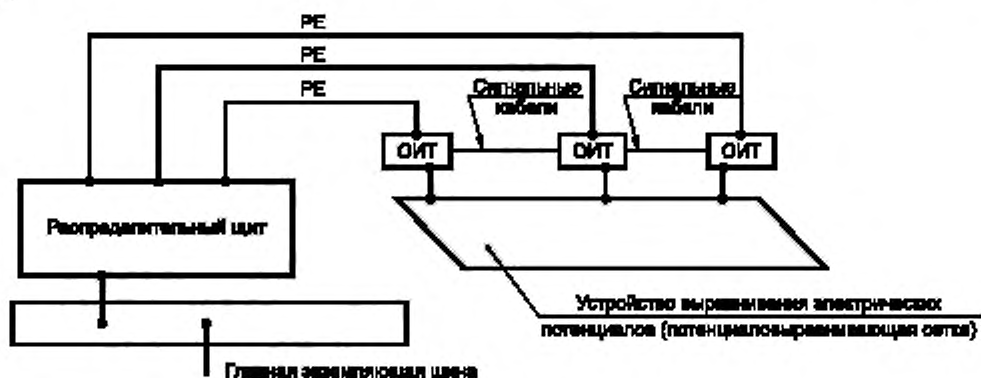 PE
PE
PE
Сигнальные
кабели
Сигнальные
кабели
ОИТ
ОИТ
ОИТ
Распределительный щит
Устройство выравнивания электрических
потенциалов (потенциаловыравнивающая сетка)
Главная заземляющая шина